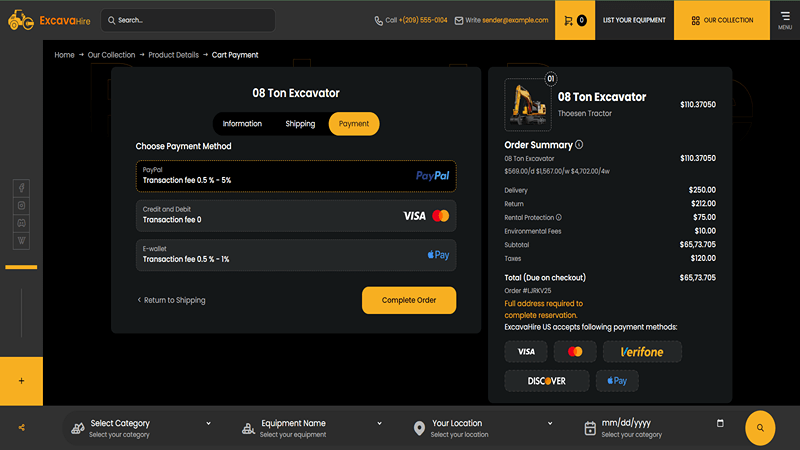 ExcavaHire
Search..
Call +(209) 555-0104
Write sender@example.com
0
LIST YOUR EQUIPMENT
OUR COLLECTION
MENU
Home → Our Collection → Product Details → Cart Payment
08 Ton Excavator
Information
Shipping
Payment
Choose Payment Method
PayPal
Transaction fee 0.5 % - 5%
PayPal
Credit and Debit
Transaction fee 0
VISA
E-wallet
Transaction fee 0.5 % - 1%
Pay
Return to Shipping
Complete Order
01
08 Ton Excavator
Thoesen Tractor
$110.37050
Order Summary
08 Ton Excavator $110.37050
$569.00/d $1,567.00/w $4,702.00/4w
Delivery $250.00
Return $212.00
Rental Protection $75.00
Environmental Fees $10.00
Subtotal $65,73.705
Taxes $120.00
Total (Due on checkout) $65,73.705
Order #LJRKV25
Full address required to
complete reservation.
ExcavaHire US accepts following payment methods:
VISA
Verifone
DISCOVER
Pay
+
Select Category
Select your category
Equipment Name
Select your equipment
Your Location
Select your location
mm/dd/yyyy
Select your category